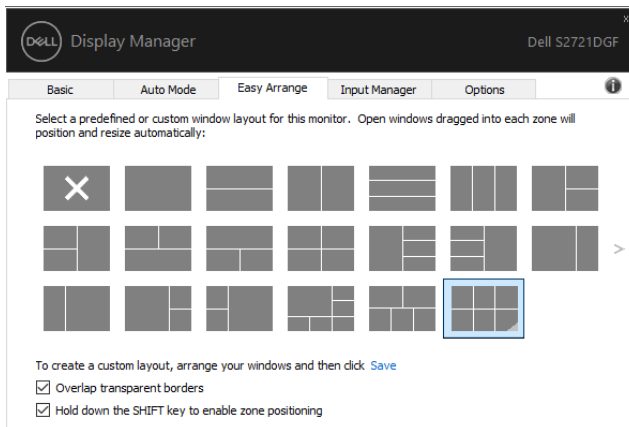 x
DELL Display Manager
Dell S2721DGF
Basic Auto Mode Easy Arrange Input Manager Options
Select a predefined or custom window layout for this monitor. Open windows dragged into each zone will
position and resize automatically:
To create a custom layout, arrange your windows and then click Save
Overlap transparent borders
Hold down the SHIFT key to enable zone positioning